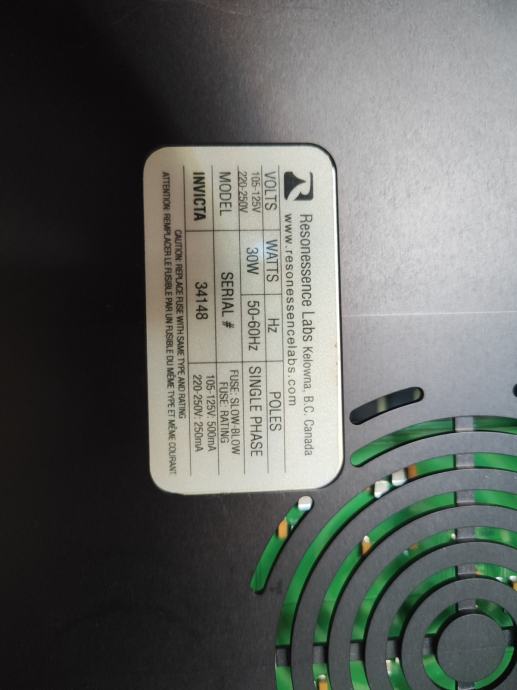 Resonessence Labs Kelowna, B.C. Canada
www.resonessencelabs.com
VOLTS WATTS Hz POLES
105-125V
220-250V 30W 50-60Hz SINGLE PHASE
MODEL SERIAL # FUSE: SLOW-BLOW
FUSE: RATING
INVICTA 34148 105-125V: 500mA
220-250V: 250mA
CAUTION: REPLACE FUSE WITH SAME TYPE AND RATING
ATTENTION: REMPLACER LE FUSIBLE PAR UN FUSIBLE DU MÊME TYPE ET MÊME COURANT